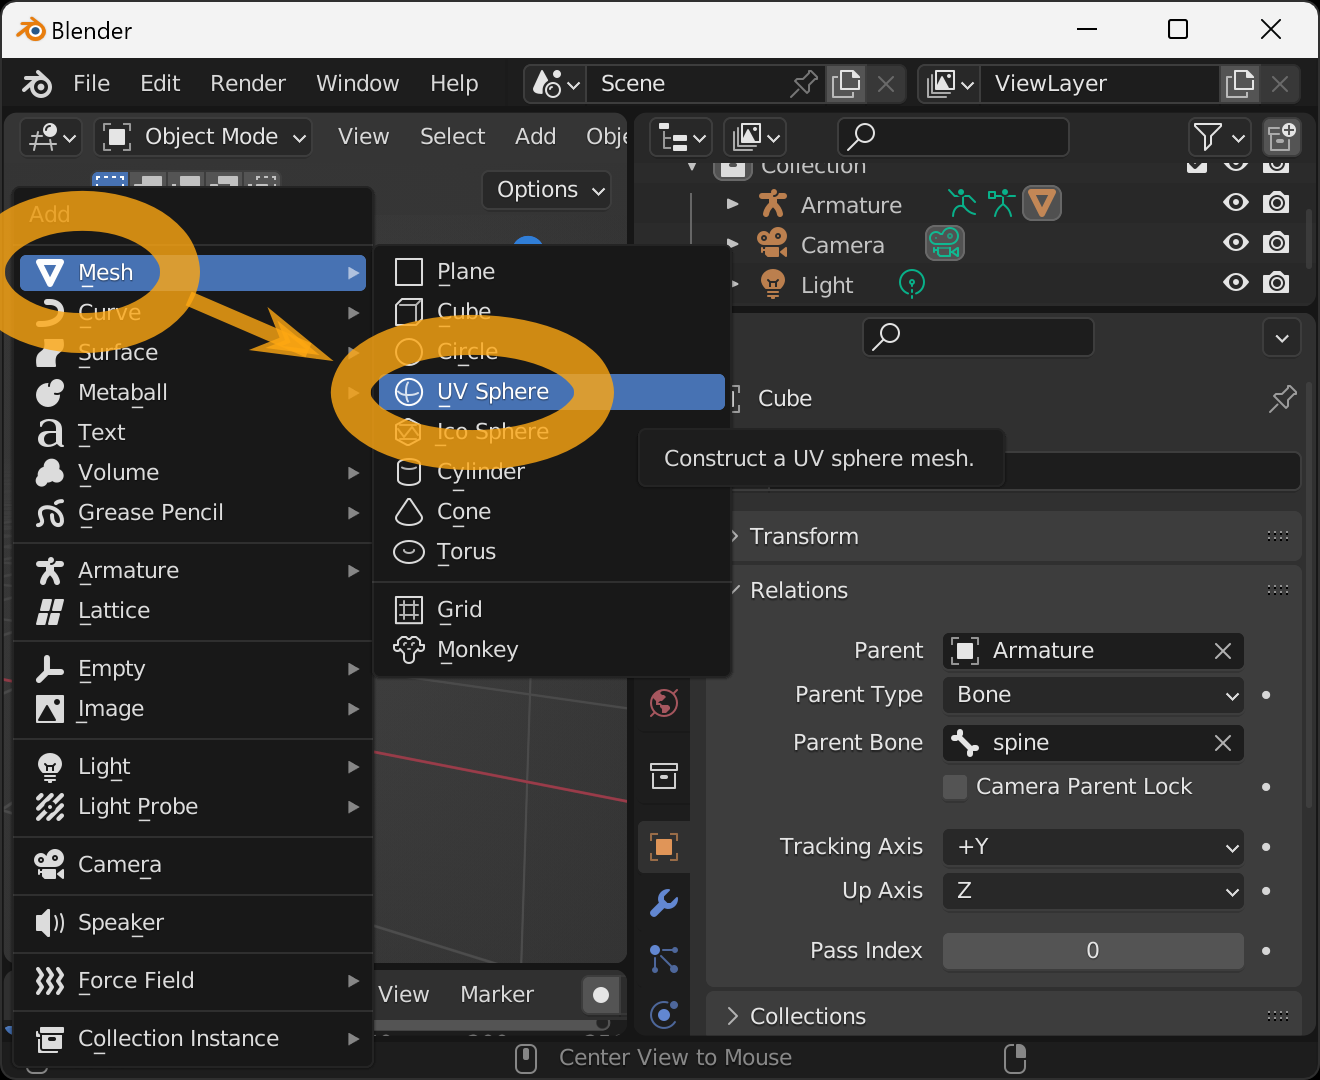 Blender
File Edit Render Window Help Scene ViewLayer
Object Mode View Select Add Obje
Options
Collection
Armature
Camera
Light
Add
Mesh
Curve
Surface
Metaball
Text
Volume
Grease Pencil
Armature
Lattice
Empty
Image
Light
Light Probe
Camera
Speaker
Force Field
Collection Instance
Plane
Cube
Circle
UV Sphere
Ico Sphere
Cylinder
Cone
Torus
Grid
Monkey
Construct a UV sphere mesh.
Cube
Transform
Relations
Parent Armature
Parent Type Bone
Parent Bone spine
Camera Parent Lock
Tracking Axis +Y
Up Axis Z
Pass Index 0
Collections
View Marker
Center View to Mouse